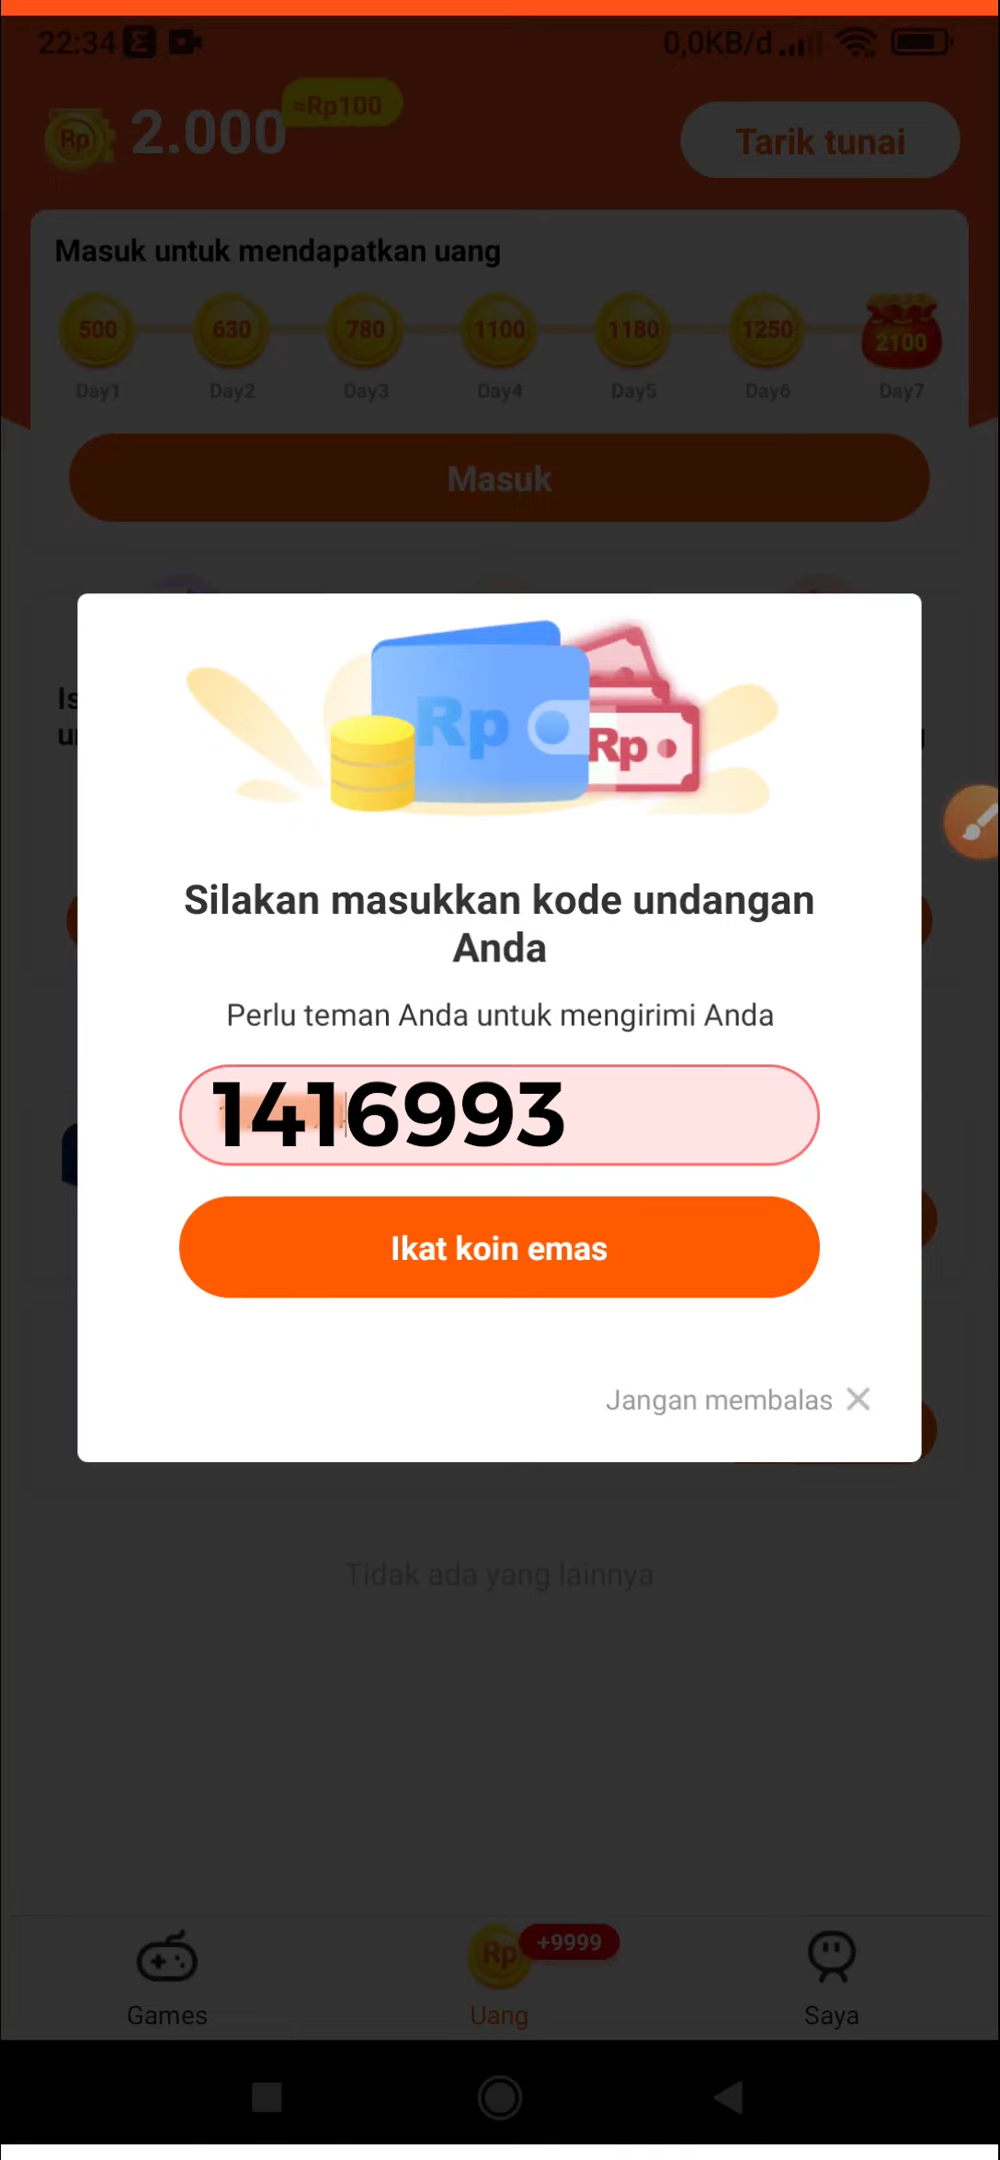 22:34
0,0KB/d
Rp
2.000
≈Rp100
Tarik tunai
Masuk untuk mendapatkan uang
500
630
780
1100
1180
1250
2100
Day1
Day2
Day3
Day4
Day5
Day6
Day7
Masuk
Rp
Rp
Silakan masukkan kode undangan
Anda
Perlu teman Anda untuk mengirimi Anda
1416993
Ikat koin emas
Jangan membalas
Tidak ada yang lainnya
Rp
+9999
Games
Uang
Saya